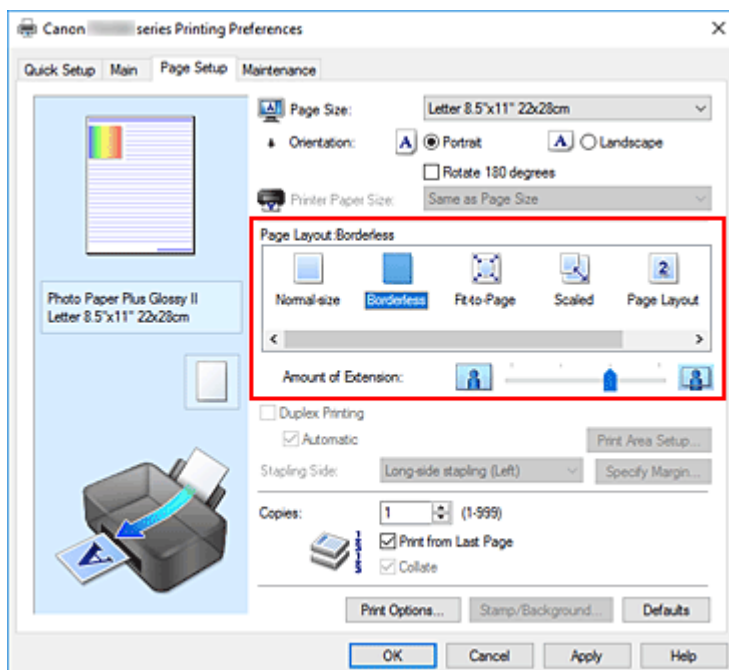 Canon series Printing Preferences
Quick Setup Main Page Setup Maintenance
Page Size: Letter 8.5"x11" 22x28cm
Orientation: A Portrait A Landscape
Rotate 180 degrees
Printer Paper Size: Same as Page Size
Page Layout:Borderless
2
Normal-size Borderless Fit-to-Page Scaled Page Layout
Photo Paper Plus Glossy II
Letter 8.5"x11" 22x28cm
Amount of Extension:
Duplex Printing
Automatic Print Area Setup...
Stapling Side: Long-side stapling (Left) Specify Margin...
Copies: 1 (1-999)
Print from Last Page
Collate
Print Options... Stamp/Background... Defaults
OK Cancel Apply Help